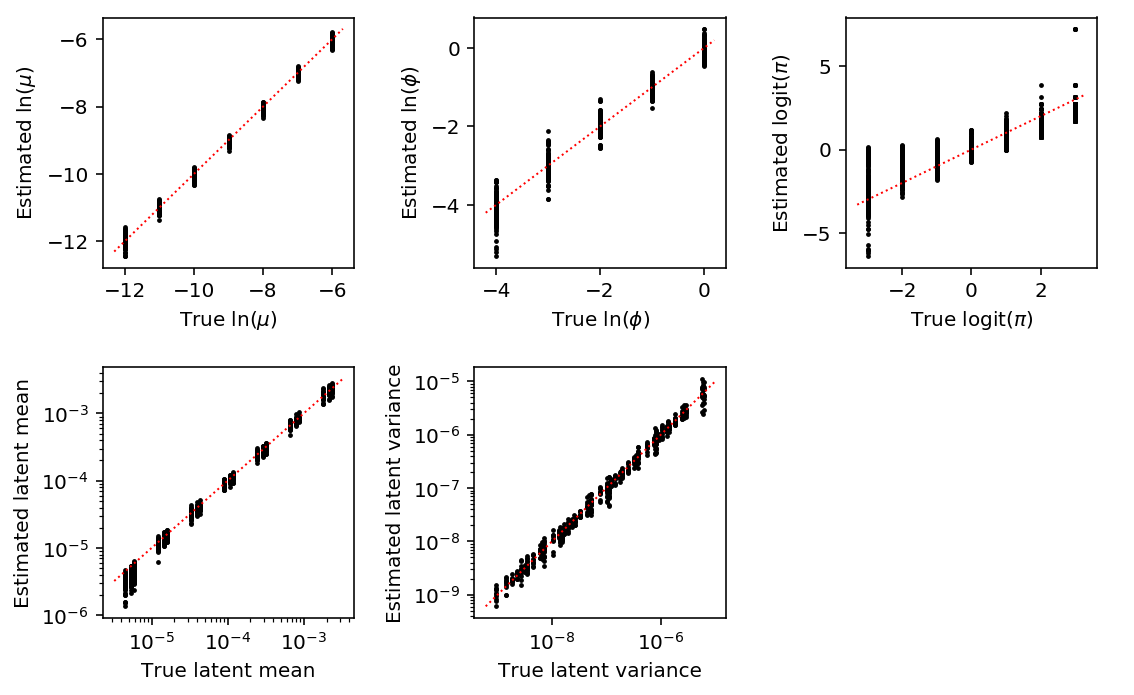 Estimated ln(μ)
−6
−8
−10
−12
−12 −10 −8 −6
True ln(μ)
Estimated ln(ϕ)
0
−2
−4
−4 −2 0
True ln(ϕ)
Estimated logit(π)
5
0
−5
−2 0 2
True logit(π)
Estimated latent mean
10⁻³
10⁻⁴
10⁻⁵
10⁻⁶
10⁻⁵ 10⁻⁴ 10⁻³
True latent mean
Estimated latent variance
10⁻⁵
10⁻⁶
10⁻⁷
10⁻⁸
10⁻⁹
10⁻⁸ 10⁻⁶
True latent variance